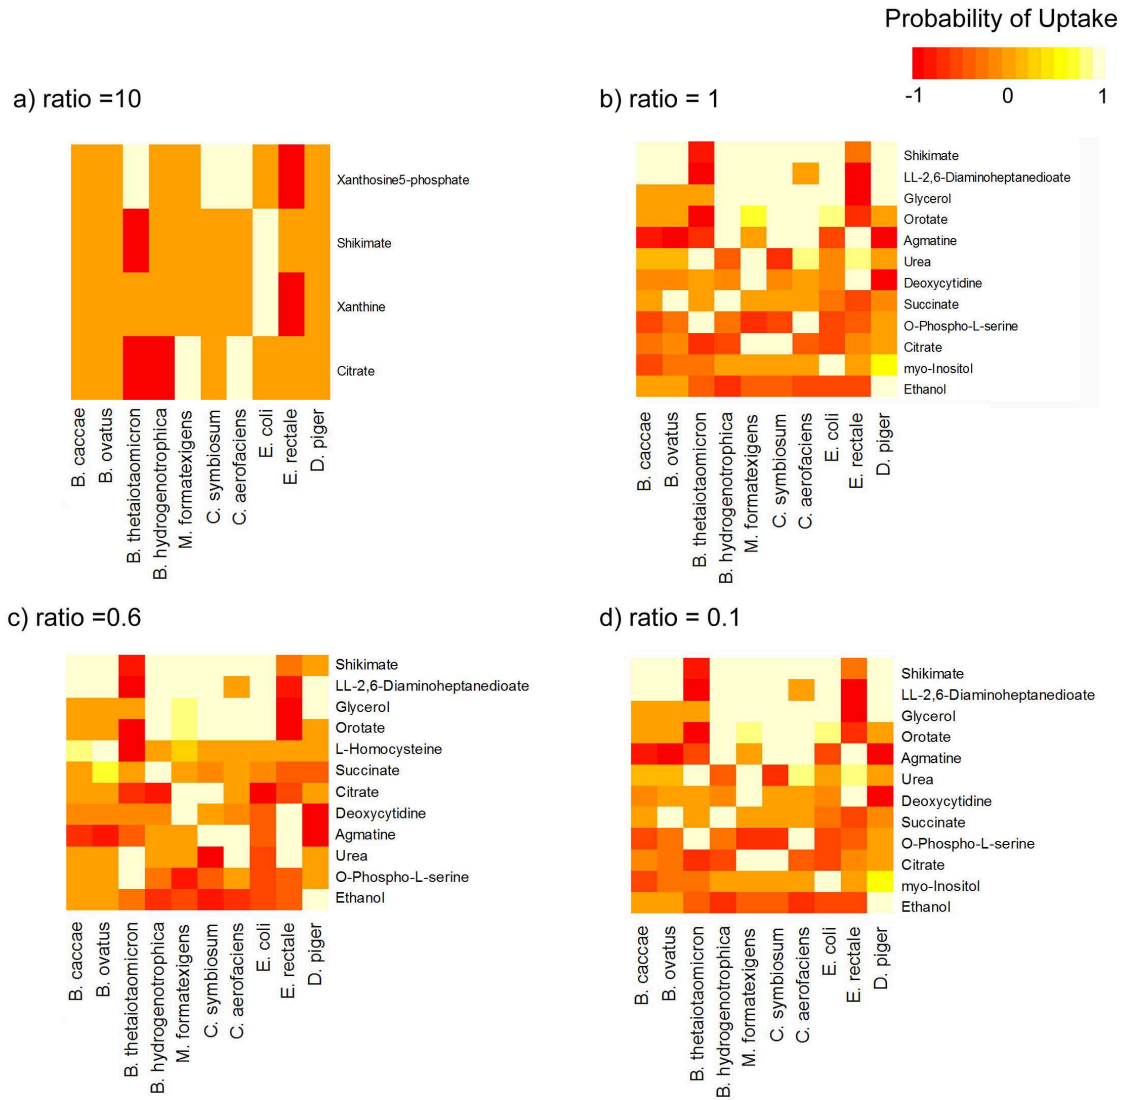 Probability of Uptake
-1 0 1
a) ratio =10
Xanthosine5-phosphate
Shikimate
Xanthine
Citrate
B. caccae
B. ovatus
B. thetaiotaomicron
B. hydrogenotrophica
M. formatexigens
C. symbiosum
C. aerofaciens
E. coli
E. rectale
D. piger
b) ratio = 1
Shikimate
LL-2,6-Diaminoheptanedioate
Glycerol
Orotate
Agmatine
Urea
Deoxycytidine
Succinate
O-Phospho-L-serine
Citrate
myo-Inositol
Ethanol
B. caccae
B. ovatus
B. thetaiotaomicron
B. hydrogenotrophica
M. formatexigens
C. symbiosum
C. aerofaciens
E. coli
E. rectale
D. piger
c) ratio =0.6
Shikimate
LL-2,6-Diaminoheptanedioate
Glycerol
Orotate
L-Homocysteine
Succinate
Citrate
Deoxycytidine
Agmatine
Urea
O-Phospho-L-serine
Ethanol
B. caccae
B. ovatus
B. thetaiotaomicron
B. hydrogenotrophica
M. formatexigens
C. symbiosum
C. aerofaciens
E. coli
E. rectale
D. piger
d) ratio = 0.1
Shikimate
LL-2,6-Diaminoheptanedioate
Glycerol
Orotate
Agmatine
Urea
Deoxycytidine
Succinate
O-Phospho-L-serine
Citrate
myo-Inositol
Ethanol
B. caccae
B. ovatus
B. thetaiotaomicron
B. hydrogenotrophica
M. formatexigens
C. symbiosum
C. aerofaciens
E. coli
E. rectale
D. piger